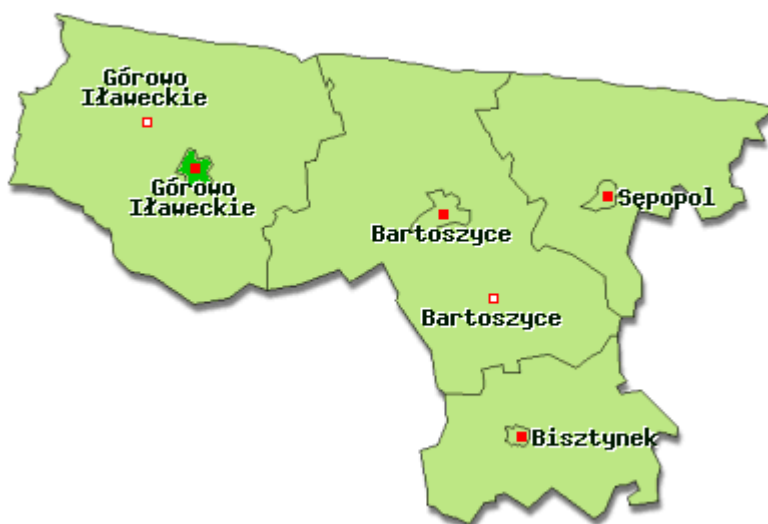 Górowo
Iławeckie
Górowo
Iławeckie
Sępopol
Bartoszyce
Bartoszyce
Bisztynek